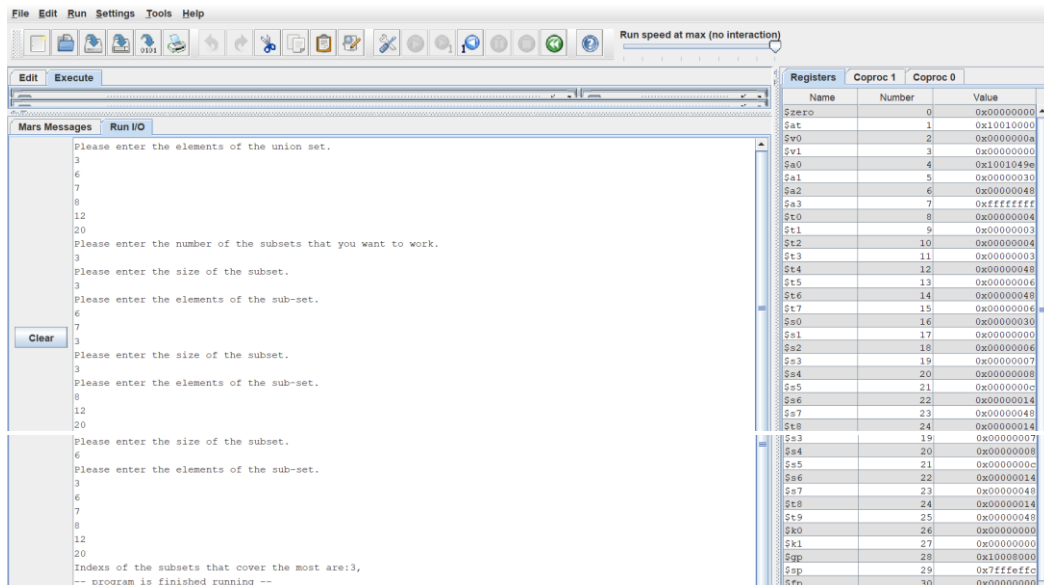 File Edit Run Settings Tools Help
Run speed at max (no interaction)
Edit Execute
Mars Messages Run I/O
Clear
Please enter the elements of the union set.
3
6
7
8
12
20
Please enter the number of the subsets that you want to work.
3
Please enter the size of the subset.
3
Please enter the elements of the sub-set.
6
7
3
Please enter the size of the subset.
3
Please enter the elements of the sub-set.
8
12
20
Please enter the size of the subset.
6
Please enter the elements of the sub-set.
3
6
7
8
12
20
Indexs of the subsets that cover the most are:3,
-- program is finished running --
Registers Coproc 1 Coproc 0
Name Number Value
$zero 0 0x00000000
$at 1 0x10010000
$v0 2 0x0000000a
$v1 3 0x00000000
$a0 4 0x1001049e
$a1 5 0x00000030
$a2 6 0x00000048
$a3 7 0xffffffff
$t0 8 0x00000004
$t1 9 0x00000003
$t2 10 0x00000004
$t3 11 0x00000003
$t4 12 0x00000048
$t5 13 0x00000006
$t6 14 0x00000048
$t7 15 0x00000006
$s0 16 0x00000030
$s1 17 0x00000000
$s2 18 0x00000006
$s3 19 0x00000007
$s4 20 0x00000008
$s5 21 0x0000000c
$s6 22 0x00000014
$s7 23 0x00000048
$t8 24 0x00000014
$s3 19 0x00000007
$s4 20 0x00000008
$s5 21 0x0000000c
$s6 22 0x00000014
$s7 23 0x00000048
$t8 24 0x00000014
$t9 25 0x00000048
$k0 26 0x00000000
$k1 27 0x00000000
$gp 28 0x10008000
$sp 29 0x7fffeffc
$fp 30 0x00000000